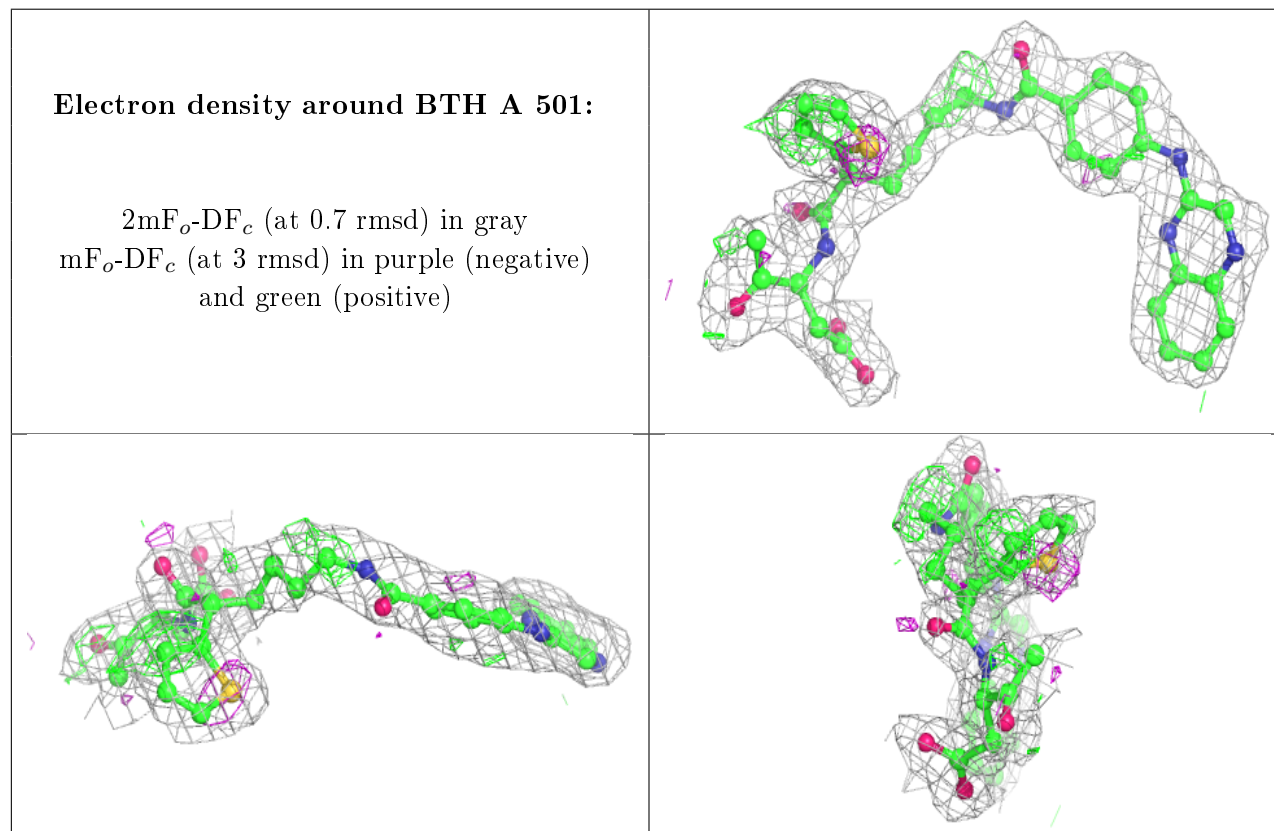 Electron density around BTH A 501:
2mFₒ-DF𝒸 (at 0.7 rmsd) in gray
mFₒ-DF𝒸 (at 3 rmsd) in purple (negative)
and green (positive)